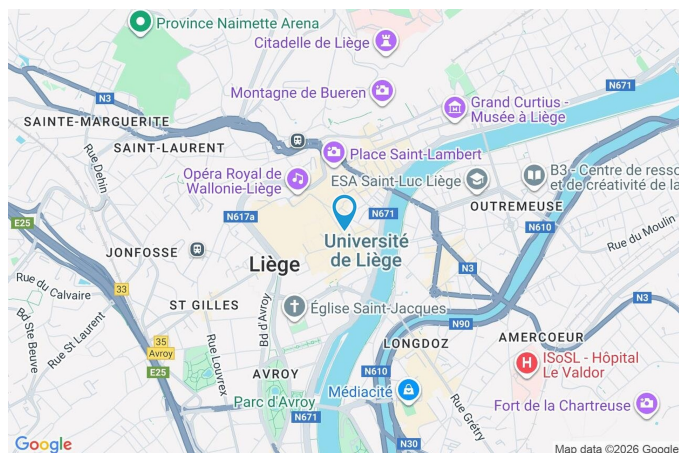 Province Naimette Arena
Citadelle de Liège
N671
Montagne de Bueren
N3
Grand Curtius -
Musée à Liège
SAINTE-MARGUERITE
SAINT-LAURENT
Rue Dehin
Place Saint-Lambert
Opéra Royal de
Wallonie-Liège
ESA Saint-Luc Liège
B3 - Centre de resso
et de créativité de la
OUTREMEUSE
N617a
N671
E25
Université
de Liège
N610
Rue du Moulin
JONFOSSE
Liège
N3
Rue du Calvaire
33
N3
ST GILLES
Bd d'Avroy
Église Saint-Jacques
Bd Ste Beuve
Rue St Laurent
35
Avroy
N90
AMERCOEUR
LONGDOZ
Rue Louvrex
E25
AVROY
N610
ISoSL - Hôpital
Le Valdor
Médiacité
Parc d'Avroy
Rue Grétry
Fort de la Chartreuse
N671
N30
Google
Map data ©2026 Google